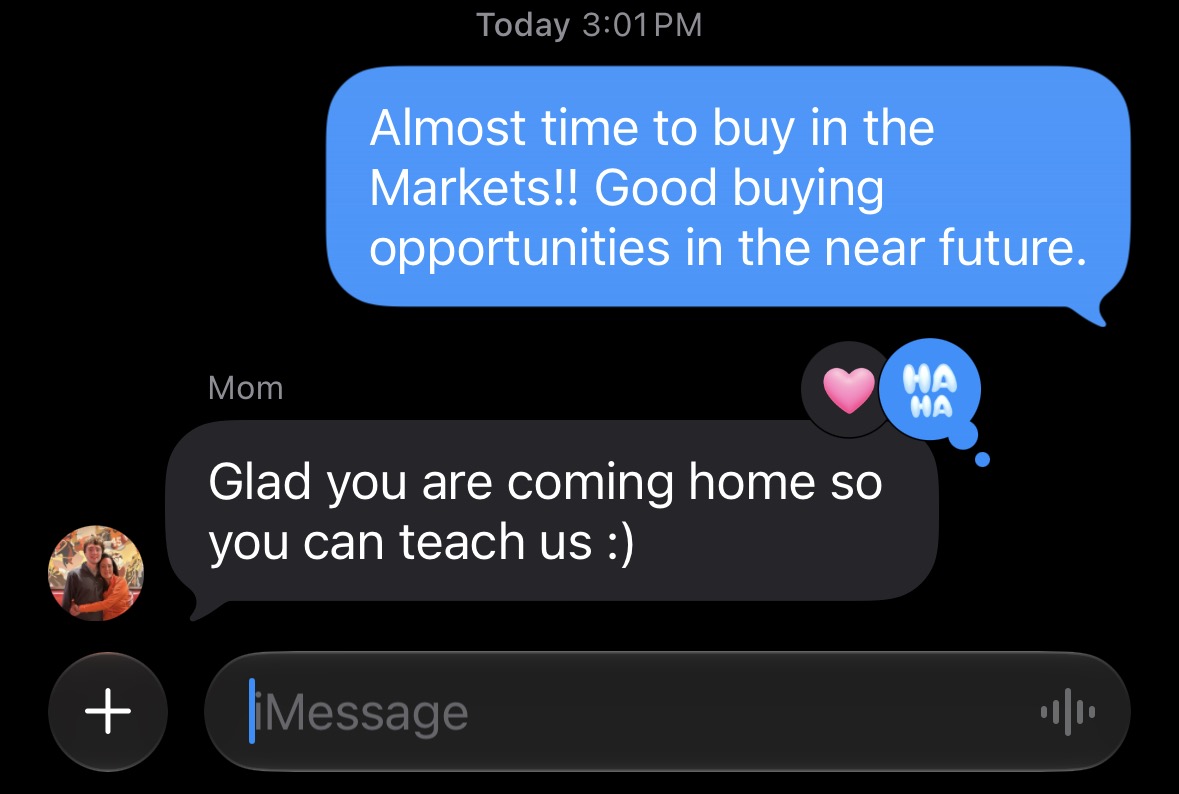 Today 3:01 PM
Almost time to buy in the
Markets!! Good buying
opportunities in the near future.
Mom
HA
HA
Glad you are coming home so
you can teach us :)
iMessage